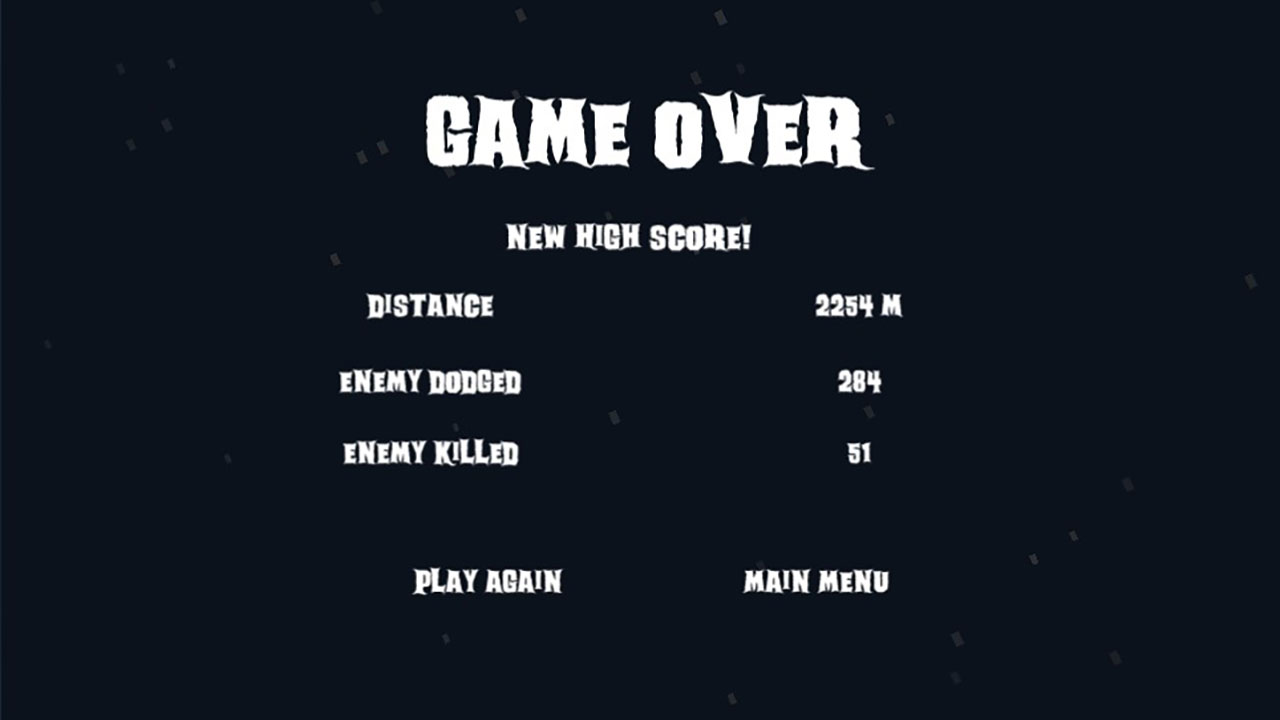 GAME OVER
NEW HIGH SCORE!
DISTANCE 2254 M
ENEMY DODGED 284
ENEMY KILLED 51
PLAY AGAIN MAIN MENU